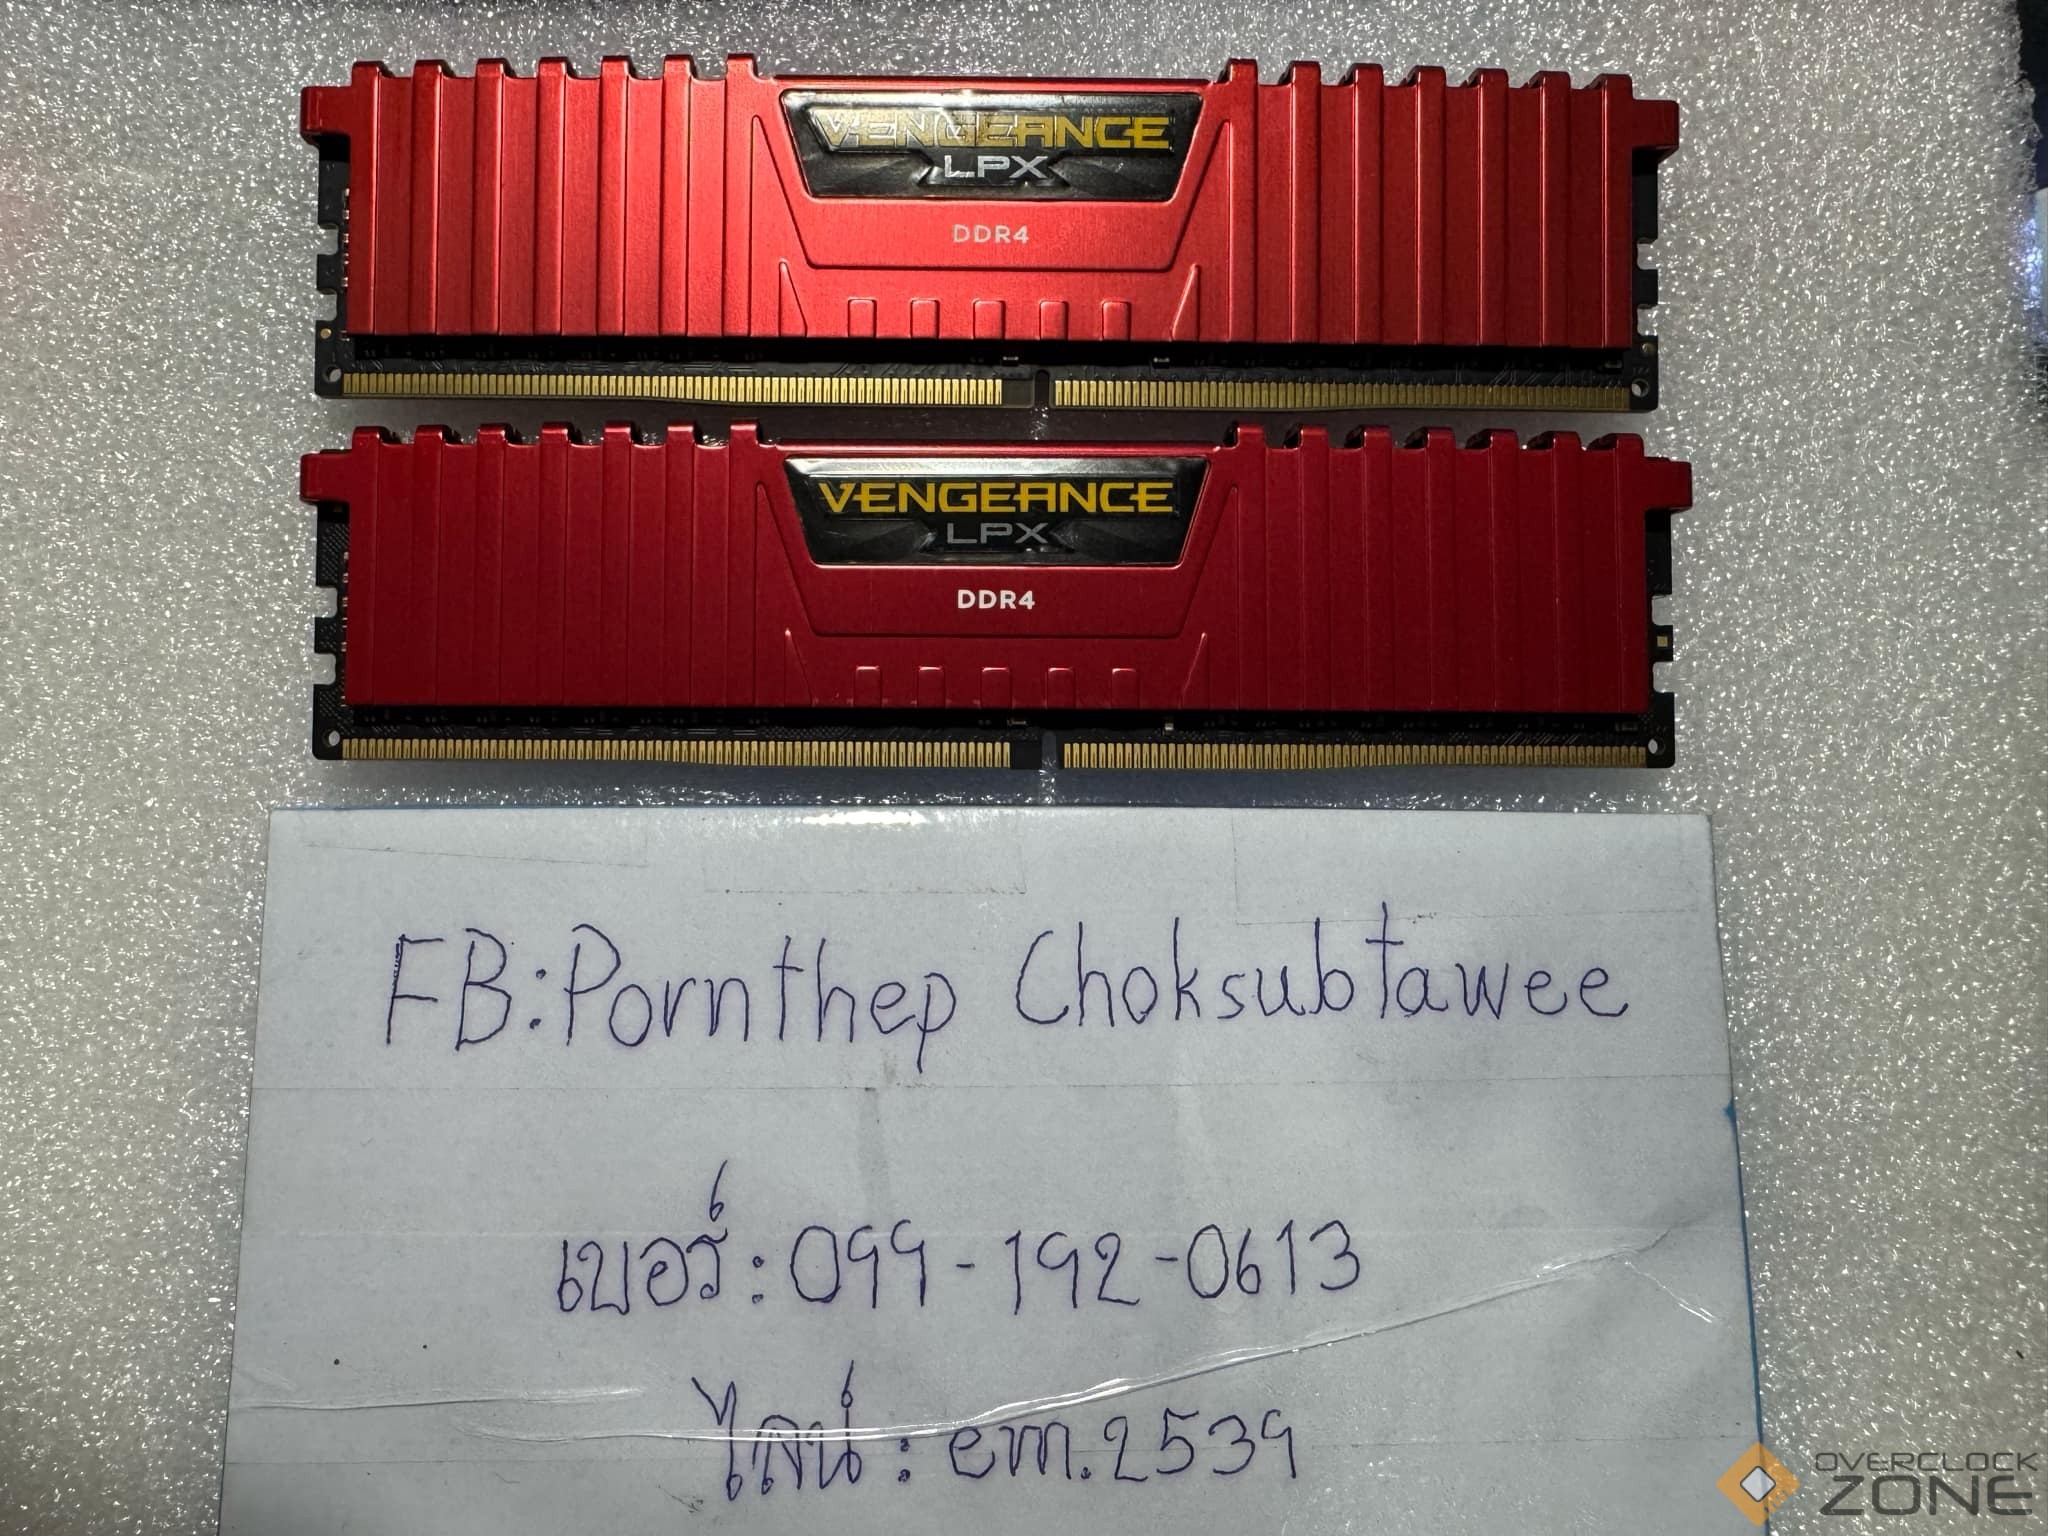 VENGEANCE
LPX
DDR4
VENGEANCE
LPX
DDR4
FB:Pornthep Choksubtawee
เบอร์ : 099-192-0613
ไลน์ : em.2539
OVERCLOCK
ZONE